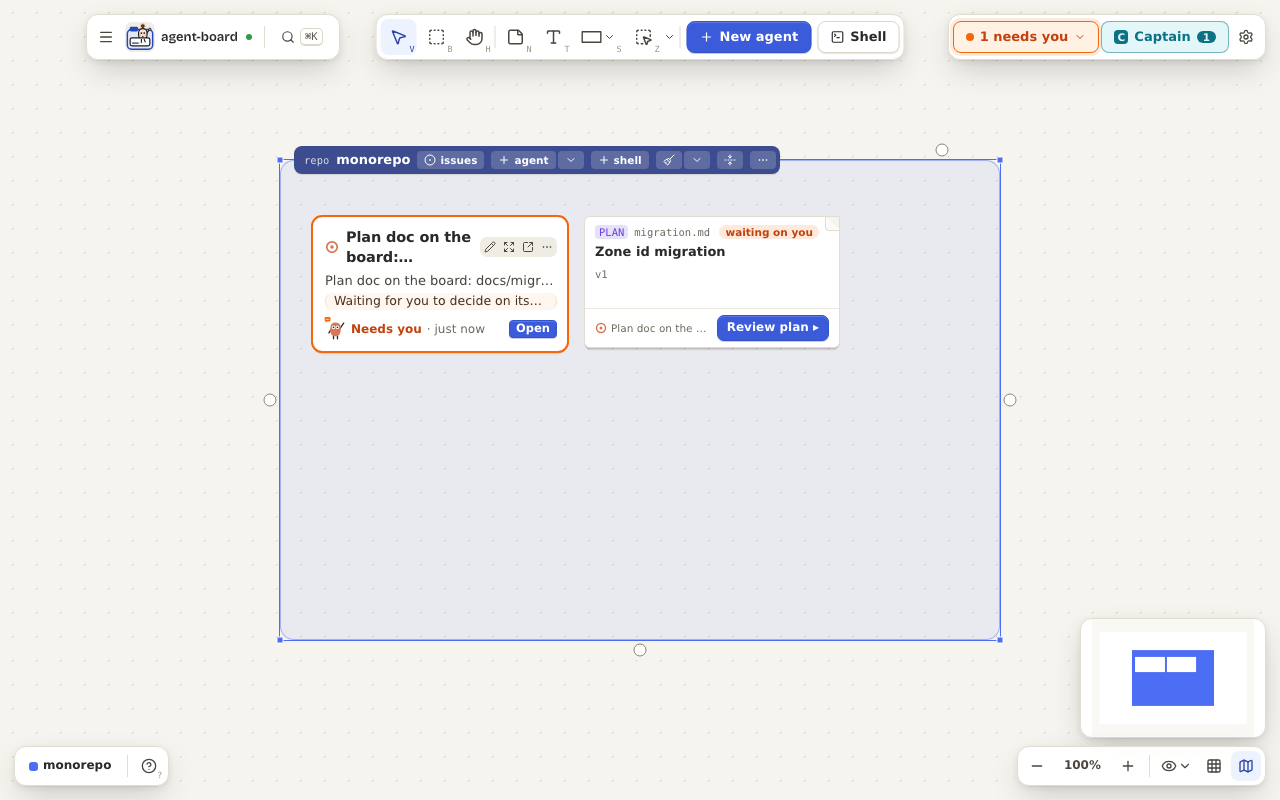 agent-board
⌘K
V
B
H
N
T
S
Z
New agent
Shell
1 needs you
C Captain 1
repo monorepo issues agent shell
Plan doc on the board:...
Plan doc on the board: docs/migr...
Waiting for you to decide on its...
Needs you · just now
Open
PLAN migration.md waiting on you
Zone id migration
v1
Plan doc on the ...
Review plan ▸
monorepo
?
100%